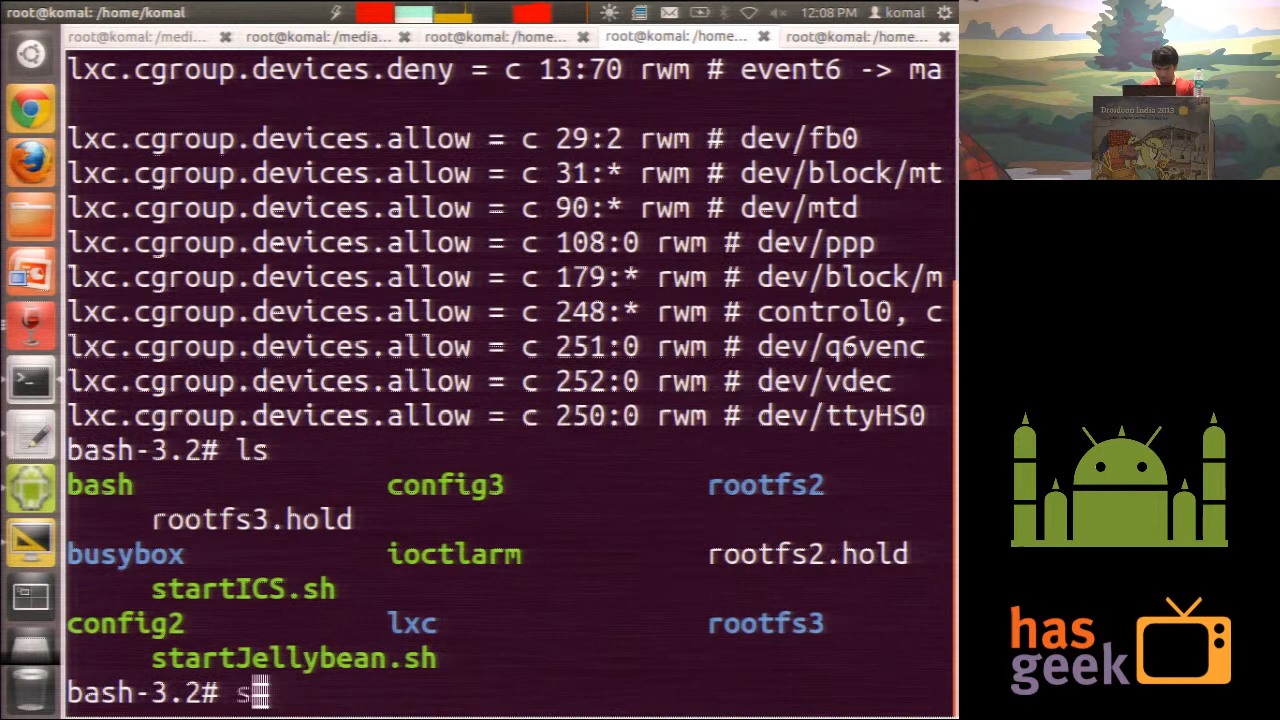 root@komal: /home/komal
12:08 PM
komal
root@komal: /medi...
root@komal: /media...
root@komal: /home...
root@komal: /home...
root@komal: /home...
lxc.cgroup.devices.deny = c 13:70 rwm # event6 -> ma
lxc.cgroup.devices.allow = c 29:2 rwm # dev/fb0
lxc.cgroup.devices.allow = c 31:* rwm # dev/block/mt
lxc.cgroup.devices.allow = c 90:* rwm # dev/mtd
lxc.cgroup.devices.allow = c 108:0 rwm # dev/ppp
lxc.cgroup.devices.allow = c 179:* rwm # dev/block/m
lxc.cgroup.devices.allow = c 248:* rwm # control0, c
lxc.cgroup.devices.allow = c 251:0 rwm # dev/q6venc
lxc.cgroup.devices.allow = c 252:0 rwm # dev/vdec
lxc.cgroup.devices.allow = c 250:0 rwm # dev/ttyHS0
bash-3.2# ls
bash config3 rootfs2
rootfs3.hold
busybox ioctlarm rootfs2.hold
startICS.sh
config2 lxc rootfs3
startJellybean.sh
bash-3.2# s
Droidcon India 2013
has
geek